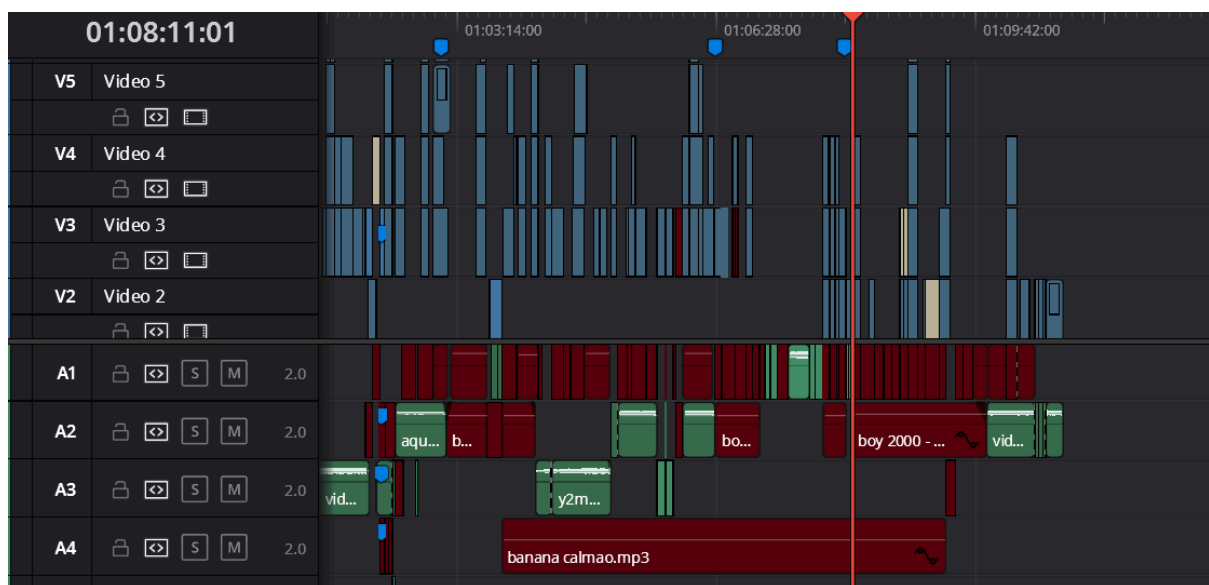 01:08:11:01
01:03:14:00 01:06:28:00 01:09:42:00
V5 Video 5
V4 Video 4
V3 Video 3
V2 Video 2
A1 S M 2.0
A2 S M 2.0 aqu... b... bo... boy 2000 - ... vid...
A3 S M 2.0 vid... y2m...
A4 S M 2.0 banana calmao.mp3